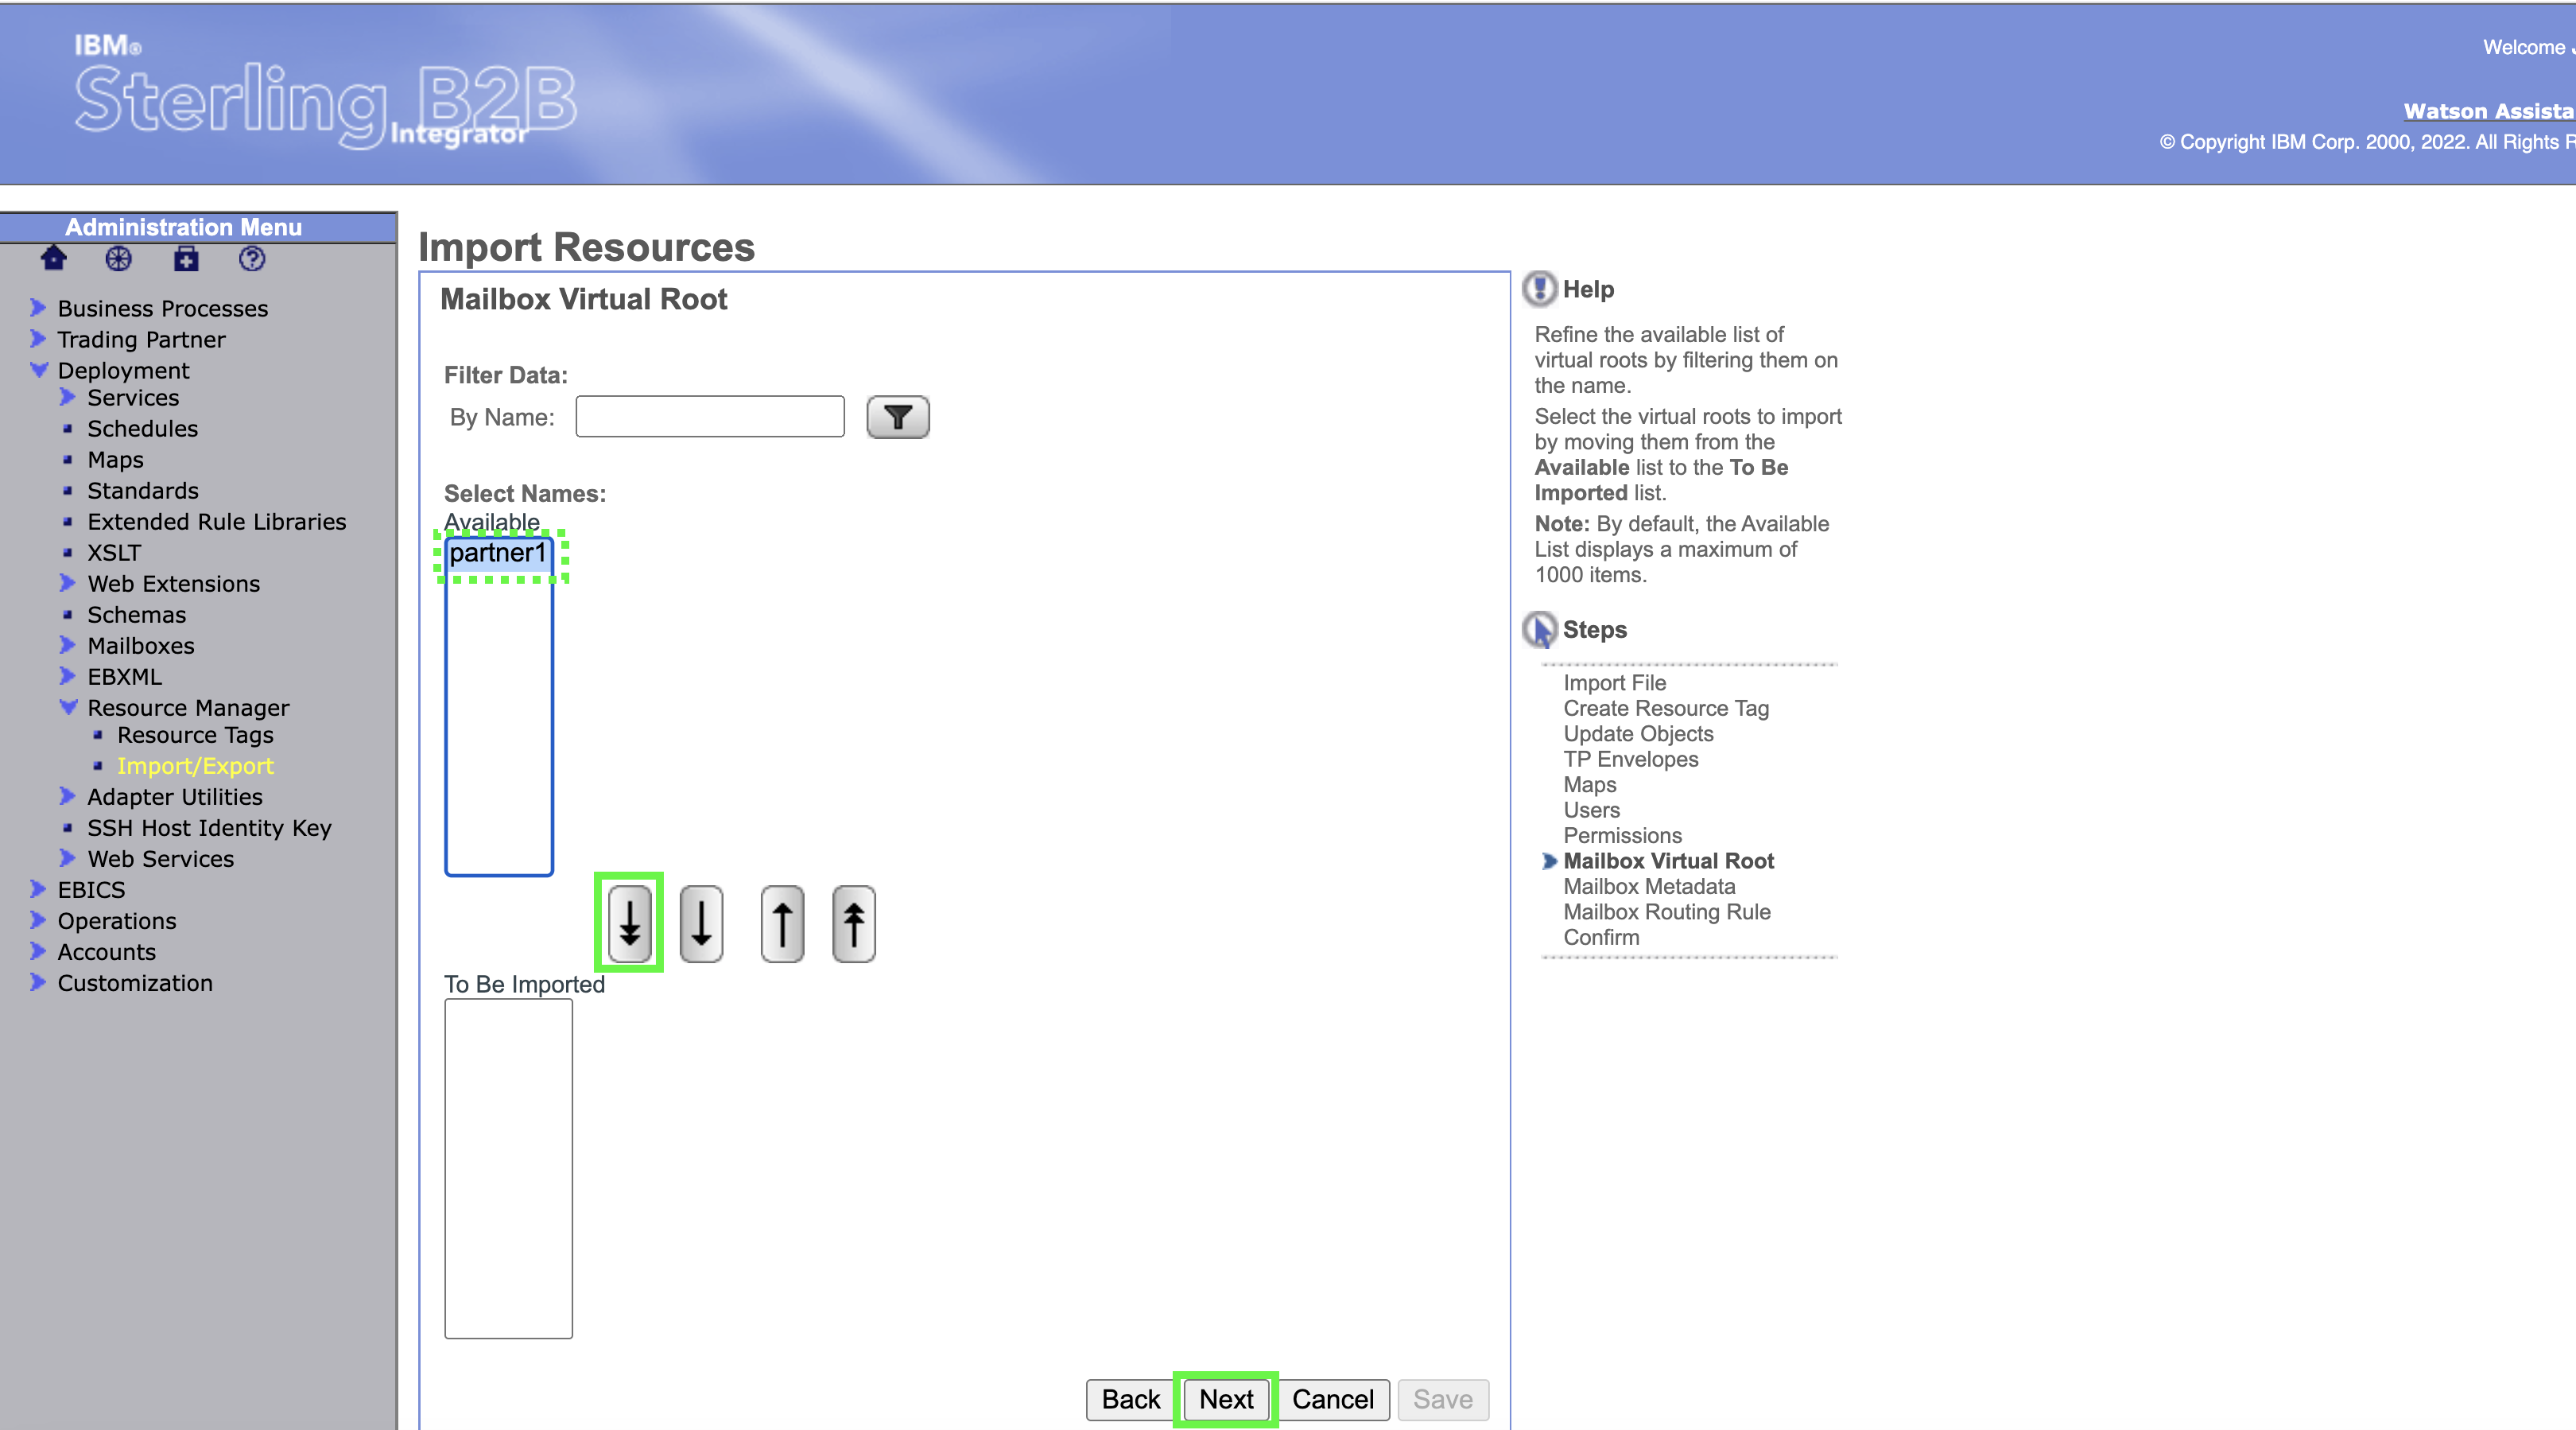 IBM®
Sterling B2B
Integrator
Welcome
Watson
© Copyright IBM Corp. 2000, 2022. All Rights
Administration Menu
Business Processes
Trading Partner
Deployment
Services
Schedules
Maps
Standards
Extended Rule Libraries
XSLT
Web Extensions
Schemas
Mailboxes
EBXML
Resource Manager
Resource Tags
Import/Export
Adapter Utilities
SSH Host Identity Key
Web Services
EBICS
Operations
Accounts
Customization
Import Resources
Mailbox Virtual Root
Filter Data:
By Name:
Select Names:
Available
partner1
To Be Imported
Back
Next
Cancel
Save
Help
Refine the available list of
virtual roots by filtering them on
the name.
Select the virtual roots to import
by moving them from the
Available list to the To Be
Imported list.
Note: By default, the Available
List displays a maximum of
1000 items.
Steps
Import File
Create Resource Tag
Update Objects
TP Envelopes
Maps
Users
Permissions
Mailbox Virtual Root
Mailbox Metadata
Mailbox Routing Rule
Confirm